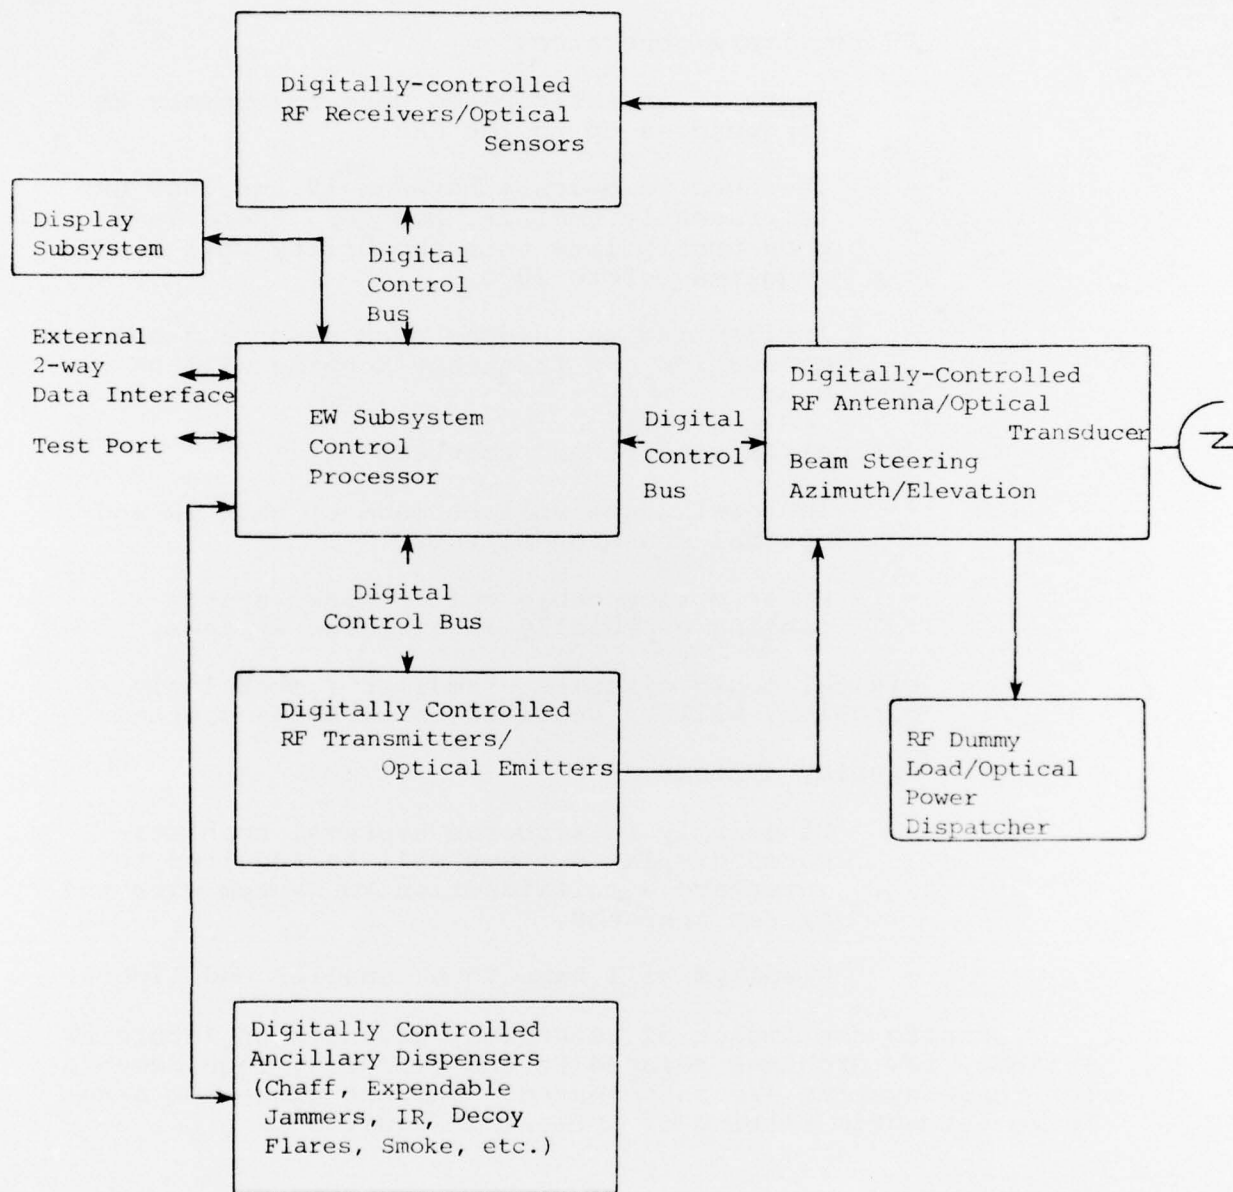 Digitally-controlled
RF Receivers/Optical
Sensors
Display
Subsystem
Digital
Control
Bus
External
2-way
Data Interface
Test Port
EW Subsystem
Control
Processor
Digital
Control
Bus
Digitally-Controlled
RF Antenna/Optical
Transducer
Beam Steering
Azimuth/Elevation
Digital
Control Bus
Digitally Controlled
RF Transmitters/
Optical Emitters
RF Dummy
Load/Optical
Power
Dispatcher
Digitally Controlled
Ancillary Dispensers
(Chaff, Expendable
Jammers, IR, Decoy
Flares, Smoke, etc.)